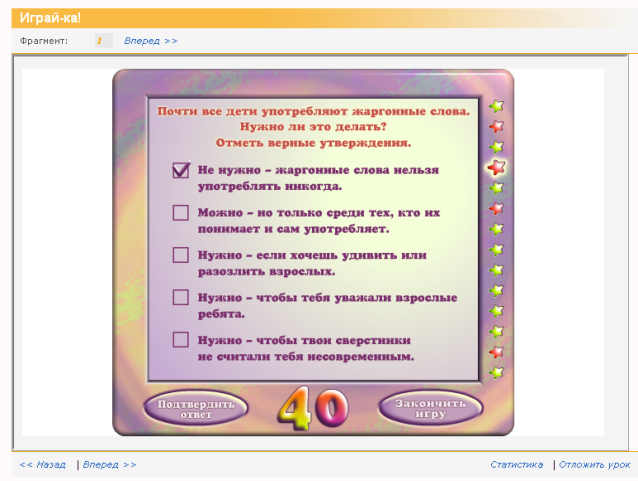 Играй-ка!
Фрагмент: 1 Вперед >>
Почти все дети употребляют жаргонные слова.
Нужно ли это делать?
Отметь верные утверждения.
Не нужно – жаргонные слова нельзя
употреблять никогда.
Можно – но только среди тех, кто их
понимает и сам употребляет.
Нужно – если хочешь удивить или
разозлить взрослых.
Нужно – чтобы тебя уважали взрослые
ребята.
Нужно – чтобы твои сверстники
не считали тебя несовременным.
Подтвердить
ответ
40
Закончить
игру
<< Назад | Вперед >> Статистика | Отложить урок